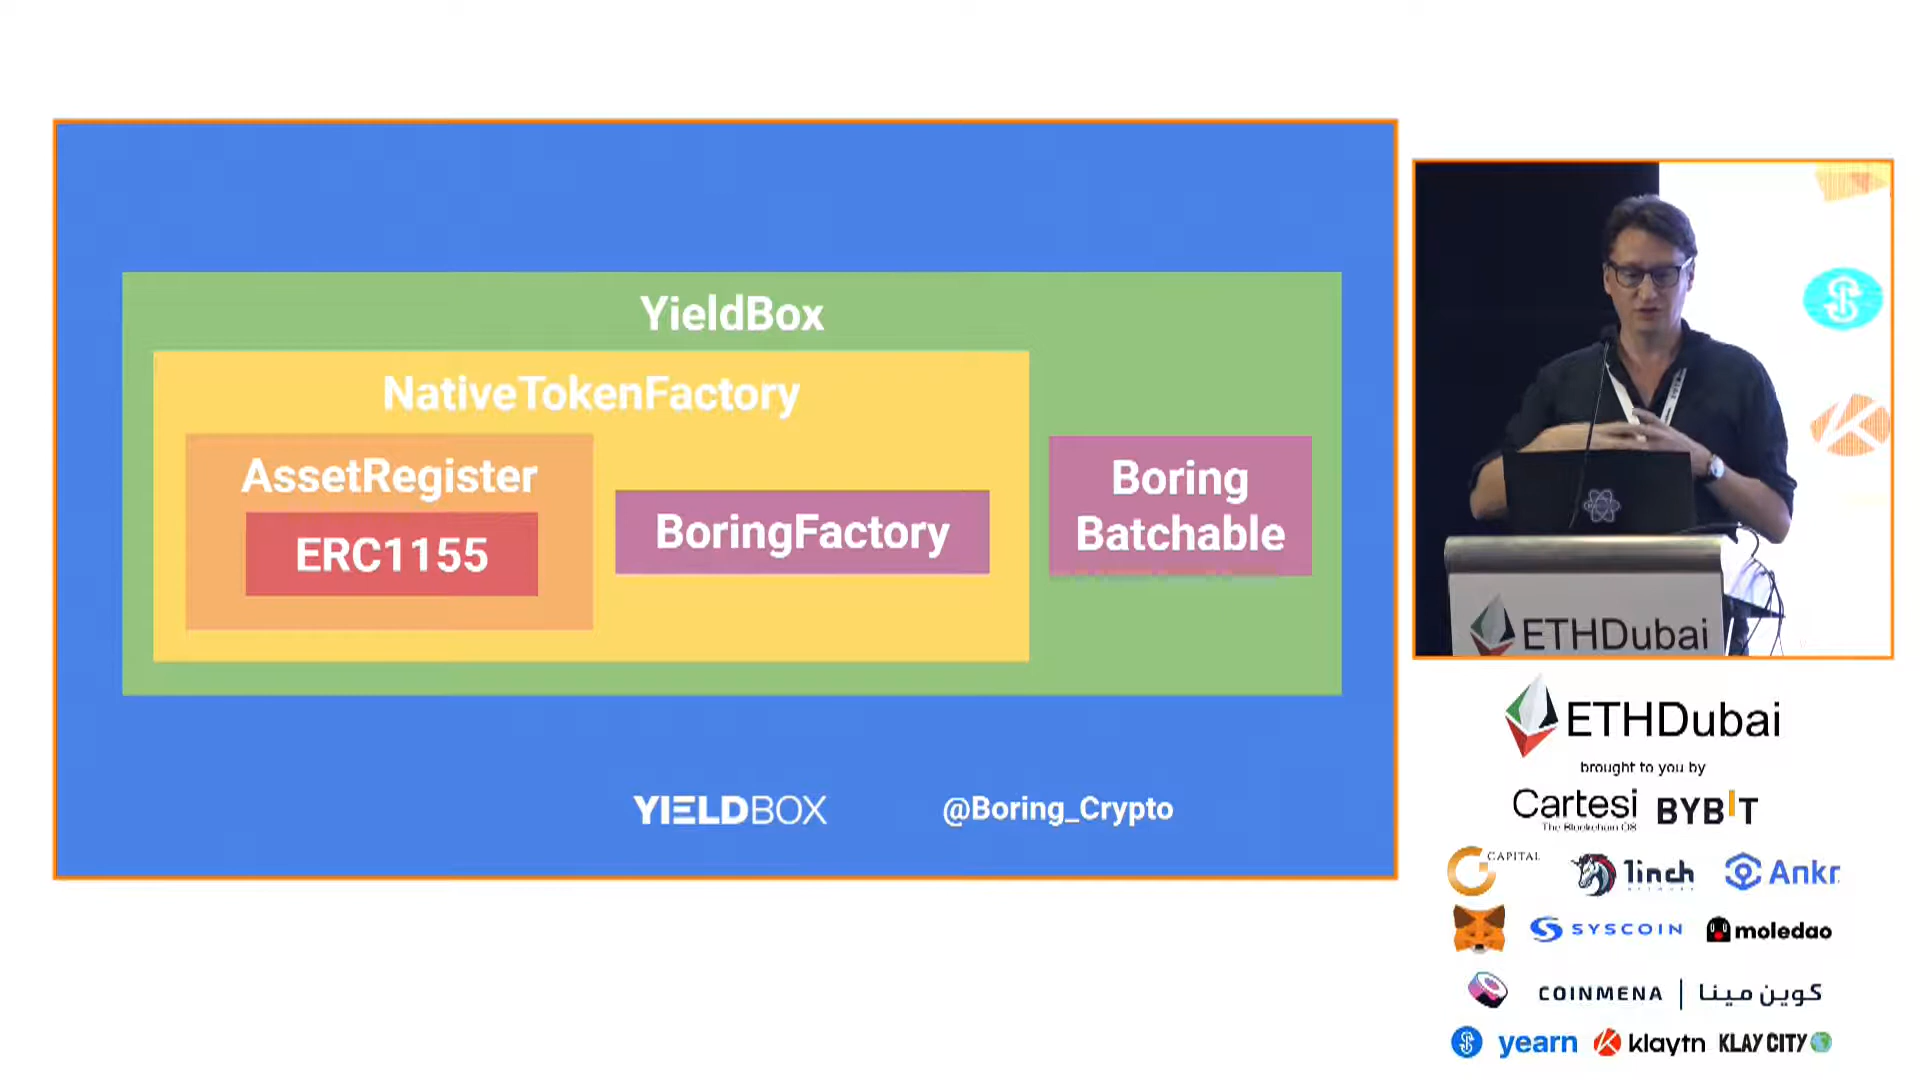 YieldBox
NativeTokenFactory
AssetRegister
ERC1155
BoringFactory
Boring
Batchable
YIELDBOX
@Boring_Crypto
ETHDubai
ETHDubai
brought to you by
Cartesi
The Blockchain OS
BYBIT
CAPITAL
1inch
NETWORK
Ankr
SYSCOIN
moledao
COINMENA | كوين مينا
yearn
klaytn
KLAY CITY